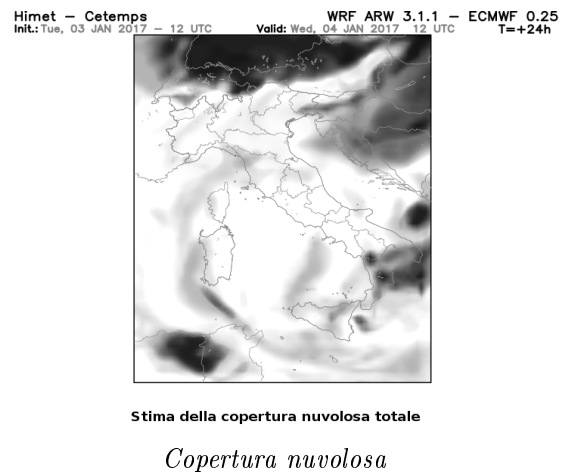 Himet – Cetemps WRF ARW 3.1.1 – ECMWF 0.25
Init.: Tue, 03 JAN 2017 – 12 UTC Valid: Wed, 04 JAN 2017 12 UTC T=+24h
Stima della copertura nuvolosa totale
Copertura nuvolosa